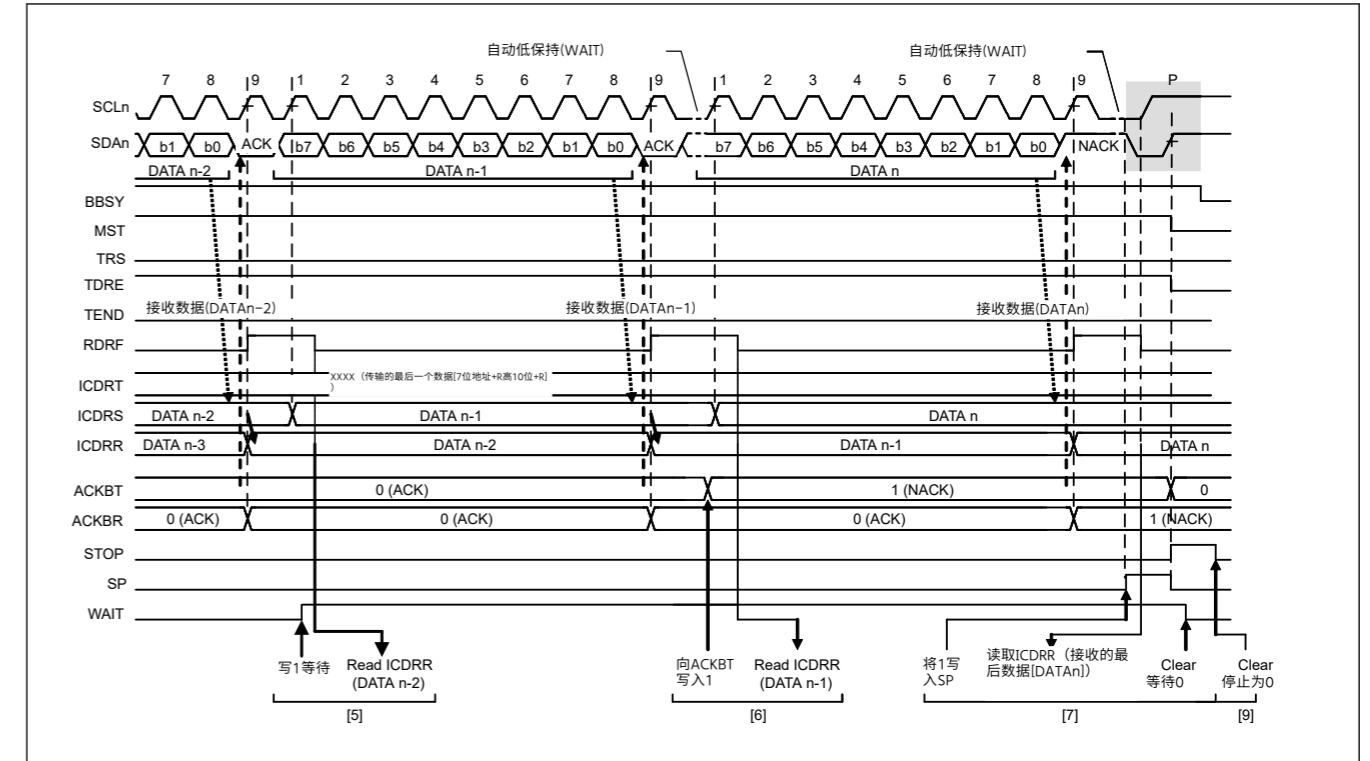 自动低保持(WAIT) 自动低保持(WAIT)
7 8 9 1 2 3 4 5 6 7 8 9 1 2 3 4 5 6 7 8 9 P
SCLn
SDAn b1 b0 ACK b7 b6 b5 b4 b3 b2 b1 b0 ACK b7 b6 b5 b4 b3 b2 b1 b0 NACK
DATA n-2 DATA n-1 DATA n
BBSY
MST
TRS
TDRE
接收数据(DATAn-2) 接收数据(DATAn-1) 接收数据(DATAn)
TEND
RDRF
XXXX（传输的最后一个数据[7位地址+R高10位+R]
）
ICDRT
ICDRS DATA n-2 DATA n-1 DATA n
ICDRR DATA n-3 DATA n-2 DATA n-1 DATA n
ACKBT 0 (ACK) 1 (NACK) 0
ACKBR 0 (ACK) 0 (ACK) 0 (ACK) 1 (NACK)
STOP
SP
WAIT
写1等待 Read ICDRR
(DATA n-2)
向ACKBT
写入1
Read ICDRR
(DATA n-1)
将1写
入SP
读取ICDRR（接收的最
后数据[DATAn]）
Clear
等待0
Clear
停止为0
[5] [6] [7] [9]